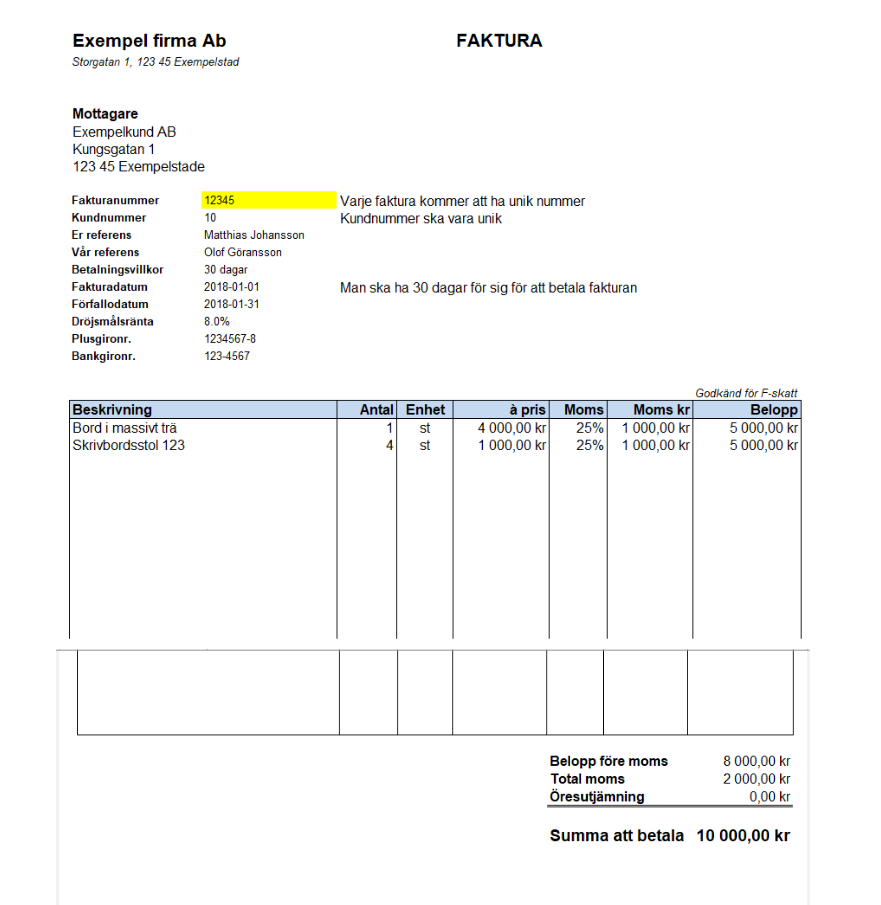 Exempel firma Ab FAKTURA
Storgatan 1, 123 45 Exempelstad
Mottagare
Exempelkund AB
Kungsgatan 1
123 45 Exempelstade
Fakturanummer 12345 Varje faktura kommer att ha unik nummer
Kundnummer 10 Kundnummer ska vara unik
Er referens Matthias Johansson
Vår referens Olof Göransson
Betalningsvillkor 30 dagar
Fakturadatum 2018-01-01 Man ska ha 30 dagar för sig för att betala fakturan
Förfallodatum 2018-01-31
Dröjsmålsränta 8.0%
Plusgironr. 1234567-8
Bankgironr. 123-4567
Godkänd för F-skatt
Beskrivning Antal Enhet à pris Moms Moms kr Belopp
Bord i massivt trä 1 st 4 000,00 kr 25% 1 000,00 kr 5 000,00 kr
Skrivbordsstol 123 4 st 1 000,00 kr 25% 1 000,00 kr 5 000,00 kr
Belopp före moms 8 000,00 kr
Total moms 2 000,00 kr
Öresutjämning 0,00 kr
Summa att betala 10 000,00 kr